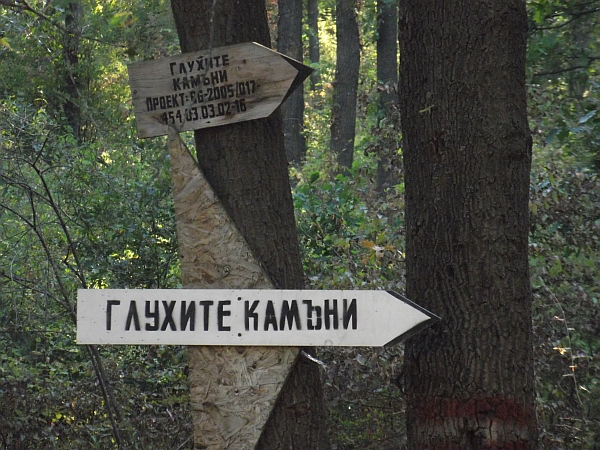 ГЛУХИТЕ
КАМЪНИ
ПРОЕКТ:BG-2005/017
454/03.03.02-16
ГЛУХИТЕ КАМЪНИ